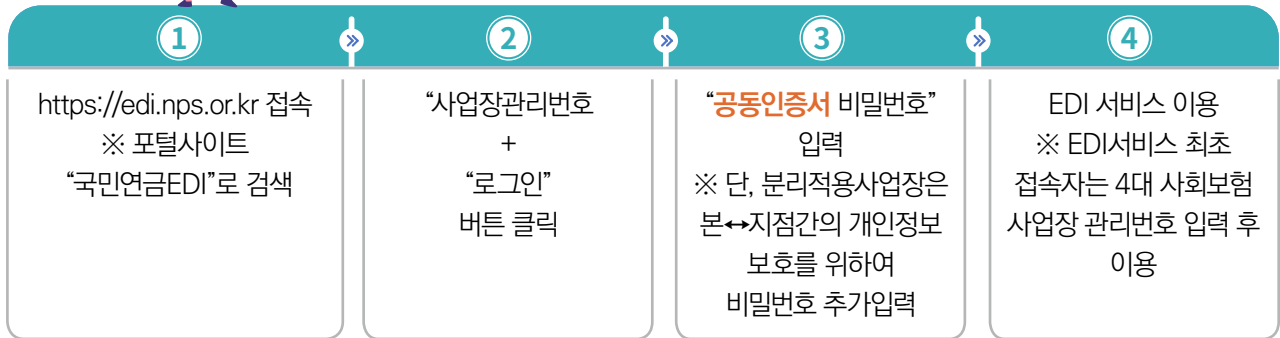 1
2
3
4
https://edi.nps.or.kr 접속
※ 포털사이트
“국민연금EDI”로 검색
“사업장관리번호
+
“로그인”
버튼 클릭
“공동인증서 비밀번호”
입력
※ 단, 분리적용사업장은
본↔지점간의 개인정보
보호를 위하여
비밀번호 추가입력
EDI 서비스 이용
※ EDI서비스 최초
접속자는 4대 사회보험
사업장 관리번호 입력 후
이용